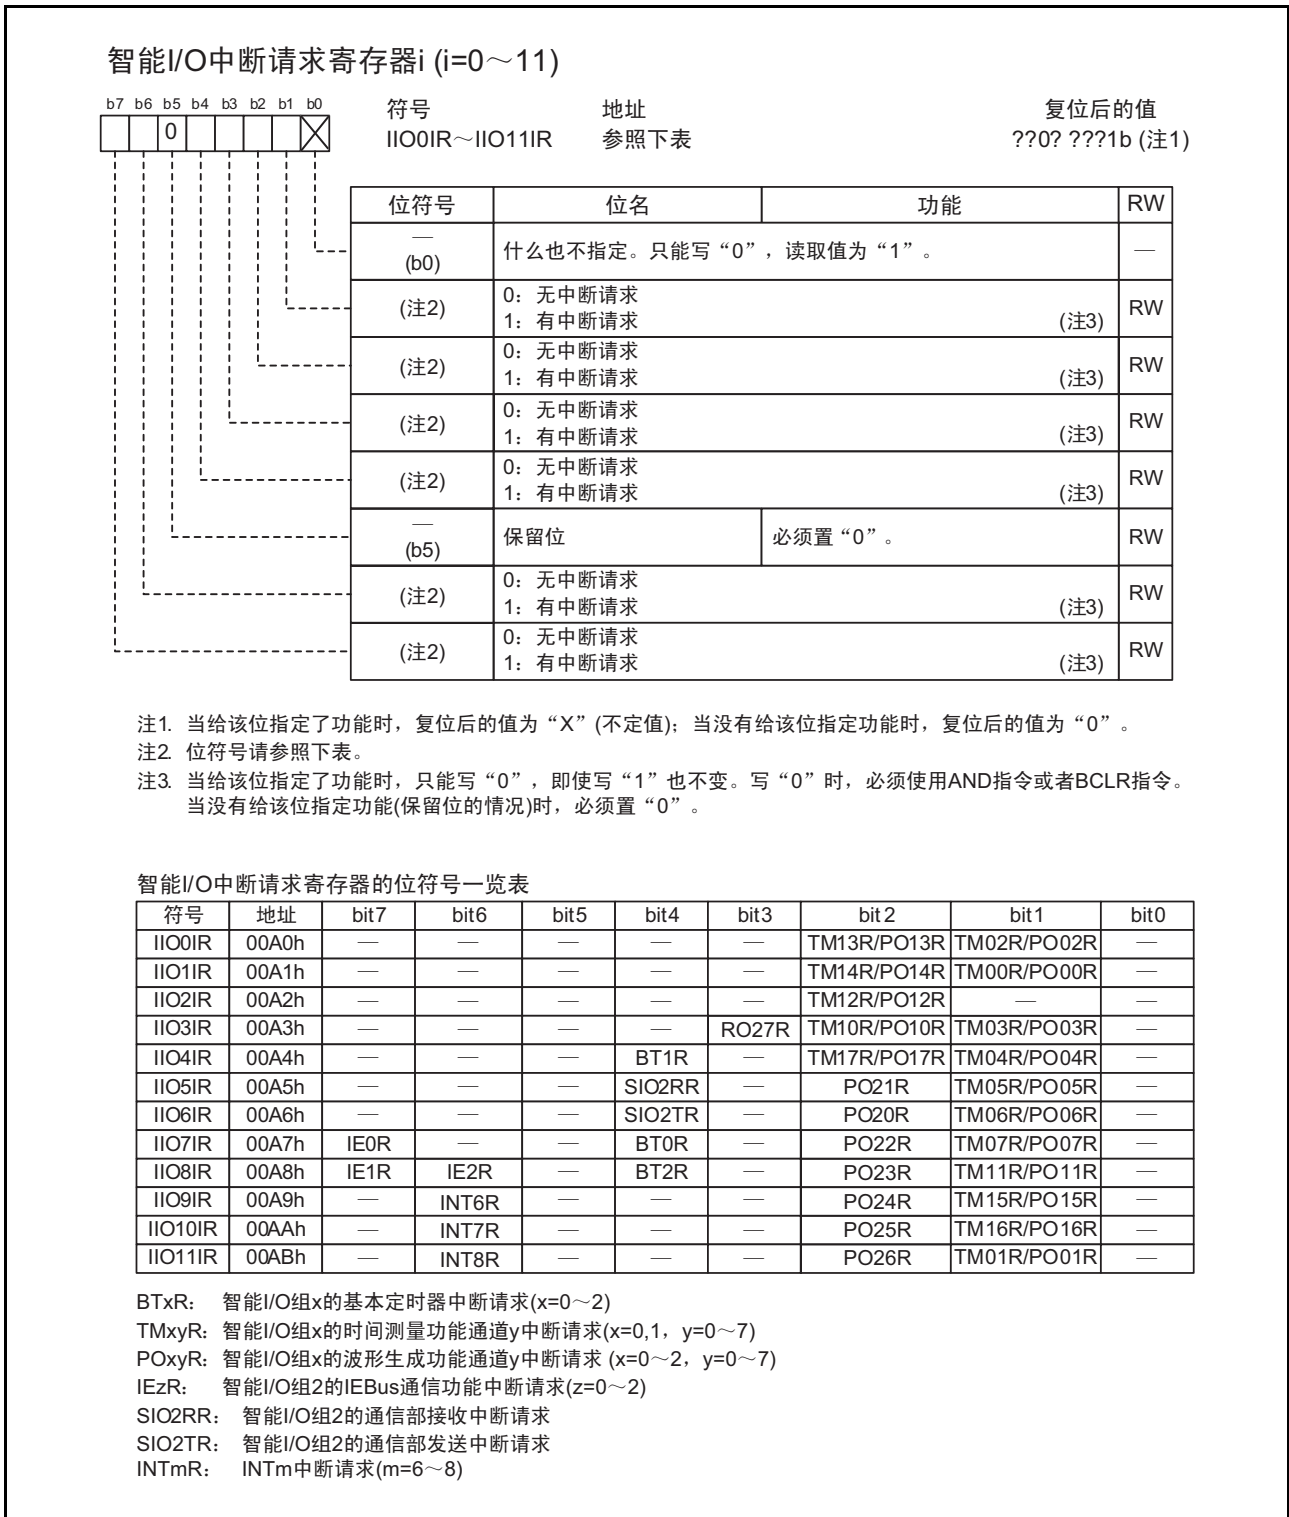 智能I/O中断请求寄存器i (i=0～11)
b7 b6 b5 b4 b3 b2 b1 b0
符号 地址 复位后的值
0
IIO0IR～IIO11IR 参照下表 ??0? ???1b (注1)
位符号 位名 功能 RW
— (b0) 什么也不指定。只能写“0”，读取值为“1”。 —
(注2) 0：无中断请求
1：有中断请求 (注3) RW
(注2) 0：无中断请求
1：有中断请求 (注3) RW
(注2) 0：无中断请求
1：有中断请求 (注3) RW
(注2) 0：无中断请求
1：有中断请求 (注3) RW
— (b5) 保留位 必须置“0”。 RW
(注2) 0：无中断请求
1：有中断请求 (注3) RW
(注2) 0：无中断请求
1：有中断请求 (注3) RW
注1. 当给该位指定了功能时，复位后的值为“X”(不定值)；当没有给该位指定功能时，复位后的值为“0”。
注2. 位符号请参照下表。
注3. 当给该位指定了功能时，只能写“0”，即使写“1”也不变。写“0”时，必须使用AND指令或者BCLR指令。
当没有给该位指定功能(保留位的情况)时，必须置“0”。
智能I/O中断请求寄存器的位符号一览表
符号 地址 bit7 bit6 bit5 bit4 bit3 bit2 bit1 bit0
IIO0IR 00A0h — — — — — TM13R/PO13R TM02R/PO02R —
IIO1IR 00A1h — — — — — TM14R/PO14R TM00R/PO00R —
IIO2IR 00A2h — — — — — TM12R/PO12R — —
IIO3IR 00A3h — — — — RO27R TM10R/PO10R TM03R/PO03R —
IIO4IR 00A4h — — — BT1R — TM17R/PO17R TM04R/PO04R —
IIO5IR 00A5h — — — SIO2RR — PO21R TM05R/PO05R —
IIO6IR 00A6h — — — SIO2TR — PO20R TM06R/PO06R —
IIO7IR 00A7h IE0R — — BT0R — PO22R TM07R/PO07R —
IIO8IR 00A8h IE1R IE2R — BT2R — PO23R TM11R/PO11R —
IIO9IR 00A9h — INT6R — — — PO24R TM15R/PO15R —
IIO10IR 00AAh — INT7R — — — PO25R TM16R/PO16R —
IIO11IR 00ABh — INT8R — — — PO26R TM01R/PO01R —
BTxR： 智能I/O组x的基本定时器中断请求(x=0～2)
TMxyR：智能I/O组x的时间测量功能通道y中断请求(x=0,1，y=0～7)
POxyR：智能I/O组x的波形生成功能通道y中断请求 (x=0～2，y=0～7)
IEzR： 智能I/O组2的IEBus通信功能中断请求(z=0～2)
SIO2RR： 智能I/O组2的通信部接收中断请求
SIO2TR： 智能I/O组2的通信部发送中断请求
INTmR： INTm中断请求(m=6～8)